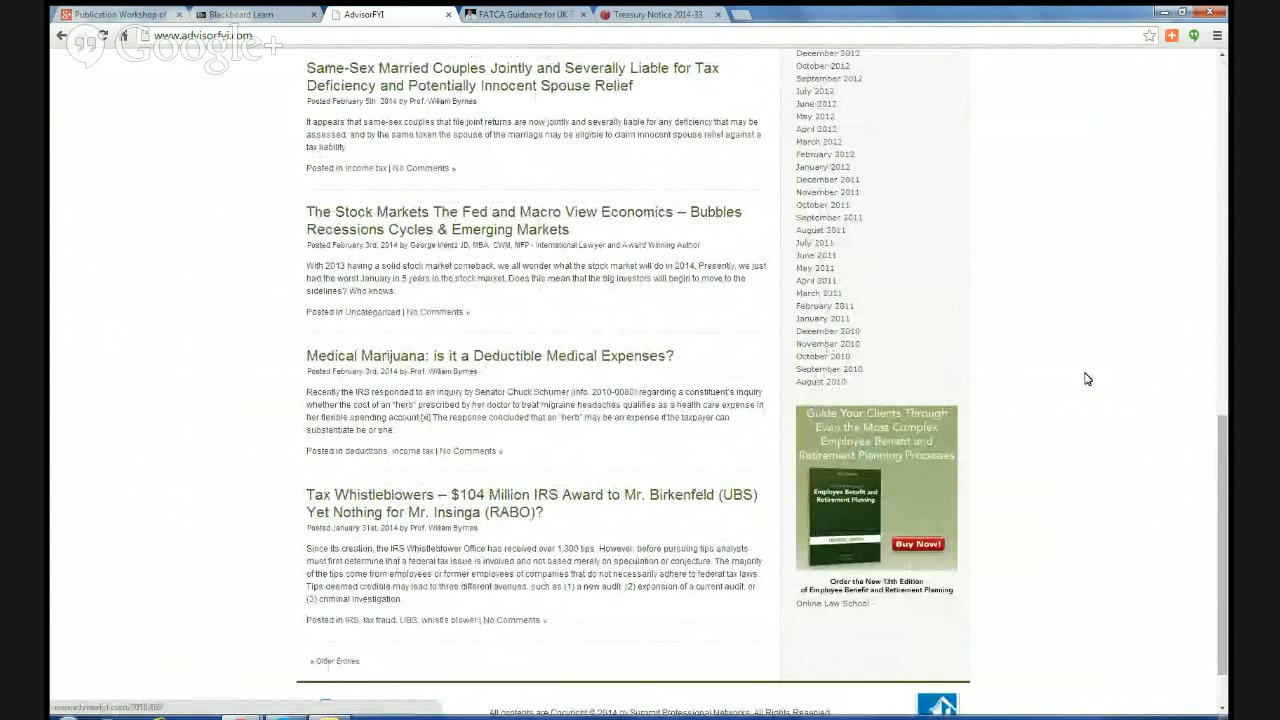 Publication Workshop of
Blackboard Learn
AdvisorFYI
FATCA Guidance for UK
Treasury Notice 2014-33
www.advisorfyi.com
Google+
Same-Sex Married Couples Jointly and Severally Liable for Tax
Deficiency and Potentially Innocent Spouse Relief
Posted February 5th, 2014 by Prof. William Byrnes
It appears that same-sex couples that file joint returns are now jointly and severally liable for any deficiency that may be
assessed, and by the same token the spouse of the marriage may be eligible to claim innocent spouse relief against a
tax liability.
Posted in Income tax | No Comments »
The Stock Markets The Fed and Macro View Economics – Bubbles
Recessions Cycles & Emerging Markets
Posted February 3rd, 2014 by George Mentz JD, MBA, CWM, MFP - International Lawyer and Award Winning Author
With 2013 having a solid stock market comeback, we all wonder what the stock market will do in 2014. Presently, we just
had the worst January in 5 years in the stock market. Does this mean that the big investors will begin to move to the
sidelines? Who knows.
Posted in Uncategorized | No Comments »
Medical Marijuana: is it a Deductible Medical Expenses?
Posted February 3rd, 2014 by Prof. William Byrnes
Recently the IRS responded to an inquiry by Senator Chuck Schumer (info. 2010-0080) regarding a constituent's inquiry
whether the cost of an "herb" prescribed by her doctor to treat migraine headaches qualifies as a health care expense in
her flexible spending account.[xi] The response concluded that an "herb" may be an expense if the taxpayer can
substantiate he or she:
Posted in deductions, income tax | No Comments »
Tax Whistleblowers – $104 Million IRS Award to Mr. Birkenfeld (UBS)
Yet Nothing for Mr. Insinga (RABO)?
Posted January 31st, 2014 by Prof. William Byrnes
Since its creation, the IRS Whistleblower Office has received over 1,300 tips. However, before pursuing tips analysts
must first determine that a federal tax issue is involved and not based merely on speculation or conjecture. The majority
of the tips come from employees or former employees of companies that do not necessarily adhere to federal tax laws.
Tips deemed credible may lead to three different avenues, such as (1) a new audit, (2) expansion of a current audit, or
(3) criminal investigation.
Posted in IRS, tax fraud, UBS, whistle blower | No Comments »
« Older Entries
December 2012
October 2012
September 2012
July 2012
June 2012
May 2012
April 2012
March 2012
February 2012
January 2012
December 2011
November 2011
October 2011
September 2011
August 2011
July 2011
June 2011
May 2011
April 2011
March 2011
February 2011
January 2011
December 2010
November 2010
October 2010
September 2010
August 2010
Guide Your Clients Through
Even the Most Complex
Employee Benefit and
Retirement Planning Processes
Employee Benefit and
Retirement Planning
Buy Now!
Order the New 13th Edition
of Employee Benefit and Retirement Planning
Online Law School -
All contents are Copyright © 2014 by Summit Professional Networks. All rights reserved.